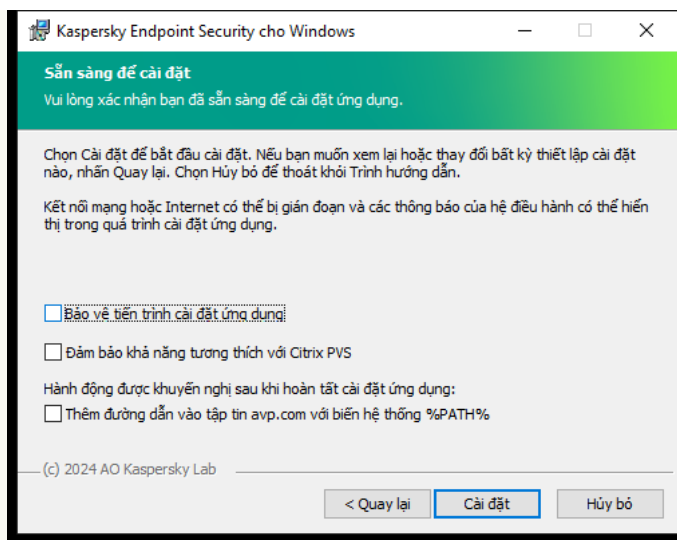 Kaspersky Endpoint Security cho Windows
Sẵn sàng để cài đặt
Vui lòng xác nhận bạn đã sẵn sàng để cài đặt ứng dụng.
Chọn Cài đặt để bắt đầu cài đặt. Nếu bạn muốn xem lại hoặc thay đổi bất kỳ thiết lập cài đặt
nào, nhấn Quay lại. Chọn Hủy bỏ để thoát khỏi Trình hướng dẫn.
Kết nối mạng hoặc Internet có thể bị gián đoạn và các thông báo của hệ điều hành có thể hiển
thị trong quá trình cài đặt ứng dụng.
Bảo vệ tiến trình cài đặt ứng dụng
Đảm bảo khả năng tương thích với Citrix PVS
Hành động được khuyến nghị sau khi hoàn tất cài đặt ứng dụng:
Thêm đường dẫn vào tập tin avp.com với biến hệ thống %PATH%
(c) 2024 AO Kaspersky Lab
< Quay lại
Cài đặt
Hủy bỏ